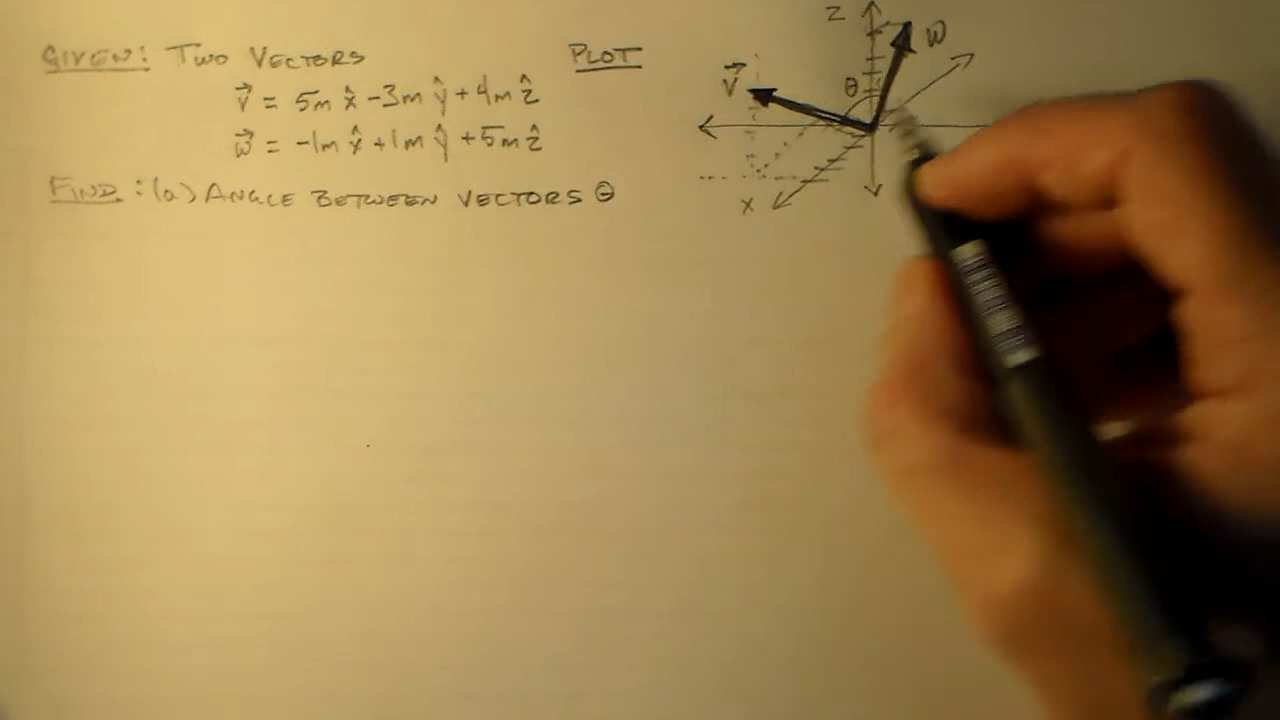 GIVEN: TWO VECTORS
v⃗ = 5m x̂ -3m ŷ + 4m ẑ
w⃗ = -1m x̂ + 1m ŷ + 5m ẑ
FIND: (a) ANGLE BETWEEN VECTORS θ
PLOT
z
w
v⃗
θ
x